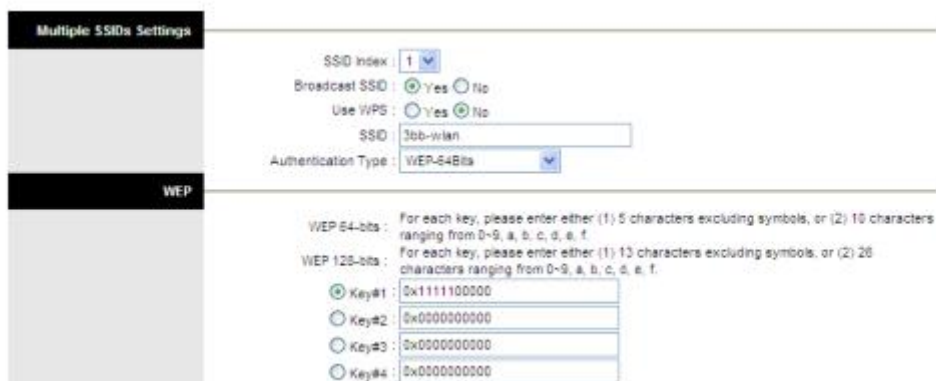 Multiple SSIDs Settings
SSID Index : 1
Broadcast SSID : Yes No
Use WPS : Yes No
SSID : 3bb-wlan
Authentication Type : WEP-64Bits
WEP
WEP 64-bits : For each key, please enter either (1) 5 characters excluding symbols, or (2) 10 characters
ranging from 0~9, a, b, c, d, e, f.
WEP 128-bits : For each key, please enter either (1) 13 characters excluding symbols, or (2) 26
characters ranging from 0~9, a, b, c, d, e, f.
Key#1 : 0x1111100000
Key#2 : 0x0000000000
Key#3 : 0x0000000000
Key#4 : 0x0000000000